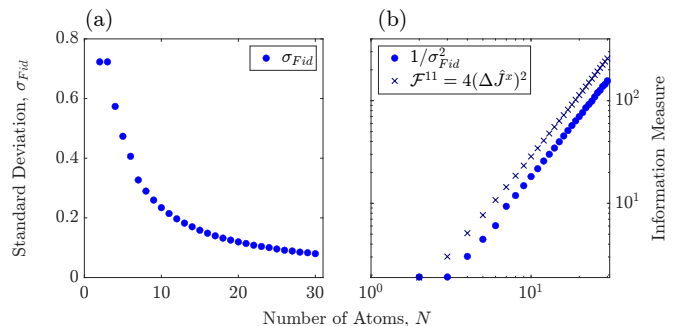 (a)
(b)
Standard Deviation, σ_Fid
0.8
0.6
0.4
0.2
0
0
10
20
30
σ_Fid
1/σ²_Fid
ℱ¹¹ = 4(ΔĴˣ)²
10²
10¹
Information Measure
10⁰
10¹
Number of Atoms, N